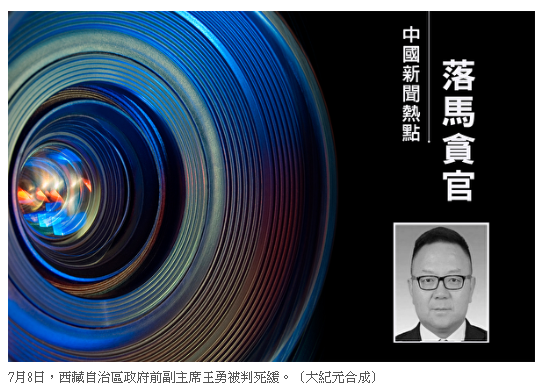 中國新聞熱點
落馬貪官
7月8日，西藏自治區政府前副主席王勇被判死緩。〔大紀元合成〕